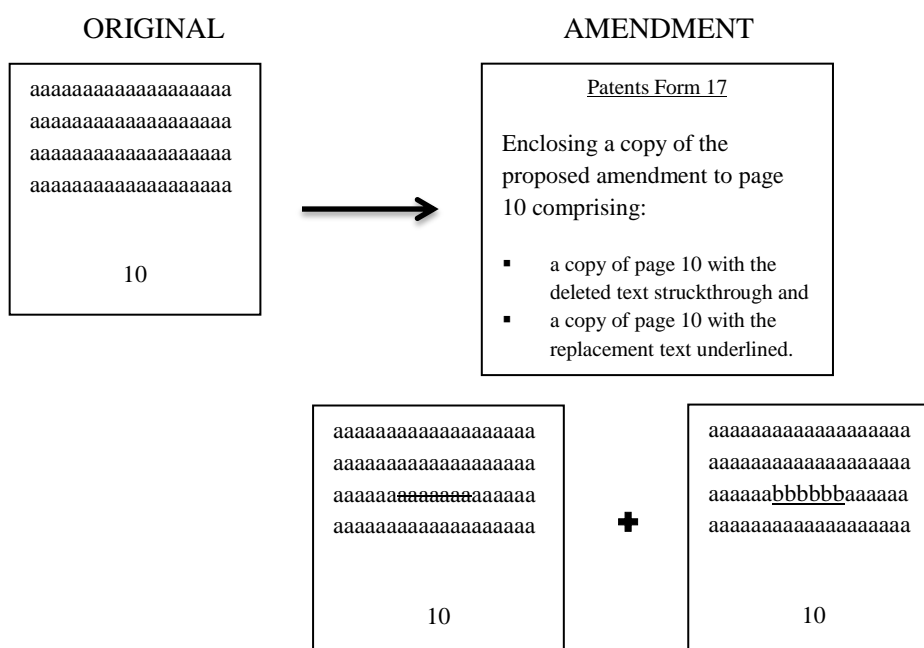 ORIGINAL
AMENDMENT
aaaaaaaaaaaaaaaaaaa
aaaaaaaaaaaaaaaaaaa
aaaaaaaaaaaaaaaaaaa
aaaaaaaaaaaaaaaaaaa
10
Patents Form 17
Enclosing a copy of the
proposed amendment to page
10 comprising:
▪ a copy of page 10 with the
deleted text struckthrough and
▪ a copy of page 10 with the
replacement text underlined.
aaaaaaaaaaaaaaaaaaa
aaaaaaaaaaaaaaaaaaa
aaaaaaaaaaaaaaaaaaa
aaaaaaaaaaaaaaaaaaa
10
aaaaaaaaaaaaaaaaaaa
aaaaaaaaaaaaaaaaaaa
aaaaaabbbbbbaaaaaa
aaaaaaaaaaaaaaaaaaa
10